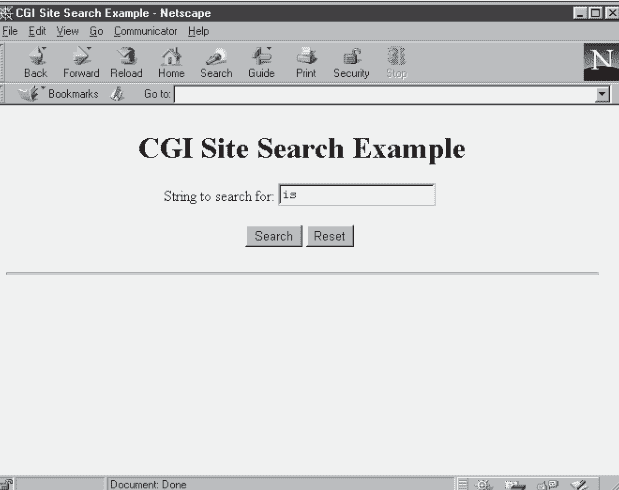 CGI Site Search Example - Netscape
File Edit View Go Communicator Help
Back Forward Reload Home Search Guide Print Security Stop
N
Bookmarks Go to:
CGI Site Search Example
String to search for: is
Search Reset
Document: Done